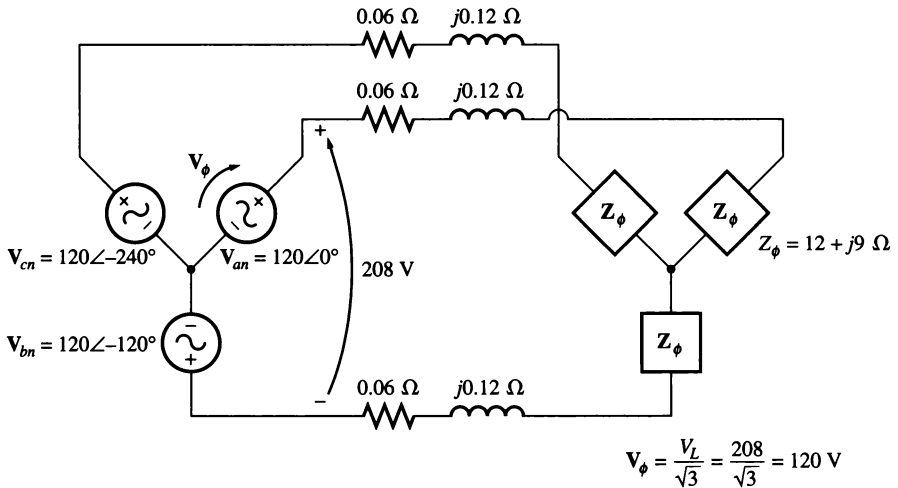 0.06 Ω j0.12 Ω
0.06 Ω j0.12 Ω
+
V_ϕ
+ −
− +
Z_ϕ Z_ϕ
V_cn = 120∠−240° V_an = 120∠0°
208 V
Z_ϕ = 12 + j9 Ω
V_bn = 120∠−120°
−
+
Z_ϕ
−
0.06 Ω j0.12 Ω
V_ϕ = V_L/√3 = 208/√3 = 120 V